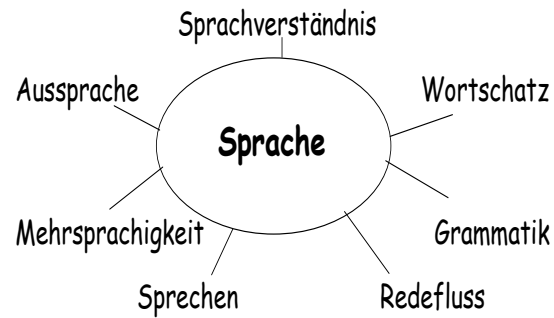 Sprachverständnis
Aussprache
Wortschatz
Sprache
Mehrsprachigkeit
Grammatik
Sprechen
Redefluss